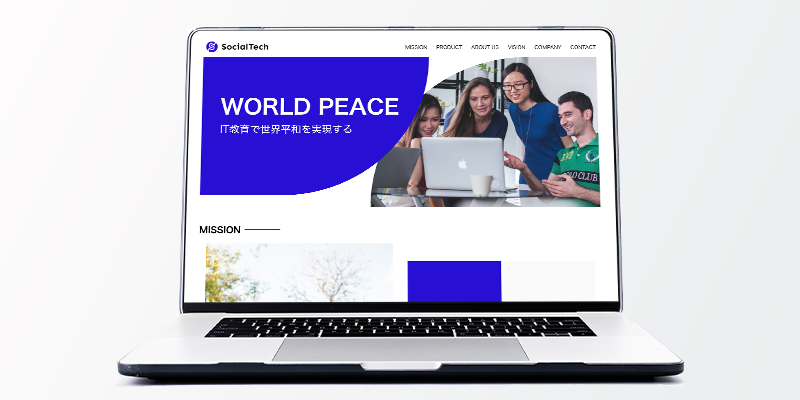 SocialTech
MISSION PRODUCT ABOUT US VISION COMPANY CONTACT
WORLD PEACE
IT教育で世界平和を実現する
MISSION